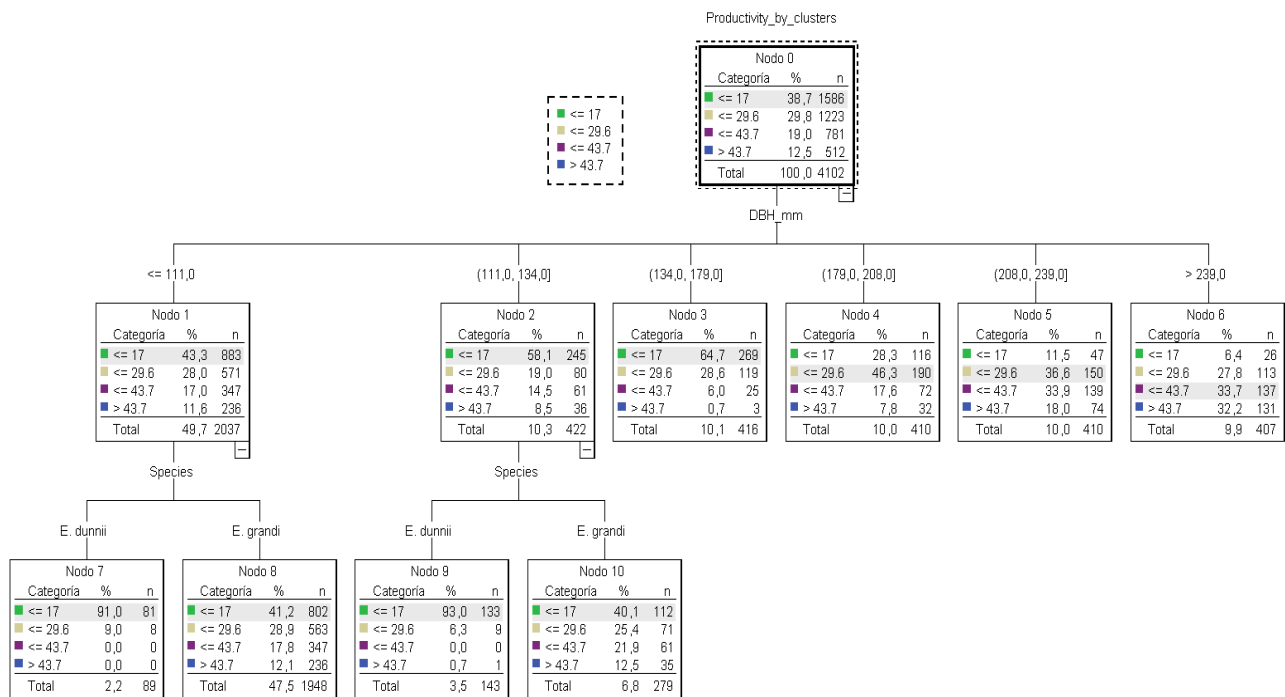 Productivity_by_clusters
Nodo 0
Categoría % n
<= 17 38,7 1586
<= 29.6 29,8 1223
<= 43.7 19,0 781
> 43.7 12,5 512
Total 100,0 4102
<= 17
<= 29.6
<= 43.7
> 43.7
DBH_mm
<= 111,0
(111,0, 134,0]
(134,0, 179,0]
(179,0, 208,0]
(208,0, 239,0]
> 239,0
Nodo 1
Categoría % n
<= 17 43,3 883
<= 29.6 28,0 571
<= 43.7 17,0 347
> 43.7 11,6 236
Total 49,7 2037
Nodo 2
Categoría % n
<= 17 58,1 245
<= 29.6 19,0 80
<= 43.7 14,5 61
> 43.7 8,5 36
Total 10,3 422
Nodo 3
Categoría % n
<= 17 64,7 269
<= 29.6 28,6 119
<= 43.7 6,0 25
> 43.7 0,7 3
Total 10,1 416
Nodo 4
Categoría % n
<= 17 28,3 116
<= 29.6 46,3 190
<= 43.7 17,6 72
> 43.7 7,8 32
Total 10,0 410
Nodo 5
Categoría % n
<= 17 11,5 47
<= 29.6 36,6 150
<= 43.7 33,9 139
> 43.7 18,0 74
Total 10,0 410
Nodo 6
Categoría % n
<= 17 6,4 26
<= 29.6 27,8 113
<= 43.7 33,7 137
> 43.7 32,2 131
Total 9,9 407
Species
Species
E. dunnii
E. grandi
E. dunnii
E. grandi
Nodo 7
Categoría % n
<= 17 91,0 81
<= 29.6 9,0 8
<= 43.7 0,0 0
> 43.7 0,0 0
Total 2,2 89
Nodo 8
Categoría % n
<= 17 41,2 802
<= 29.6 28,9 563
<= 43.7 17,8 347
> 43.7 12,1 236
Total 47,5 1948
Nodo 9
Categoría % n
<= 17 93,0 133
<= 29.6 6,3 9
<= 43.7 0,0 0
> 43.7 0,7 1
Total 3,5 143
Nodo 10
Categoría % n
<= 17 40,1 112
<= 29.6 25,4 71
<= 43.7 21,9 61
> 43.7 12,5 35
Total 6,8 279